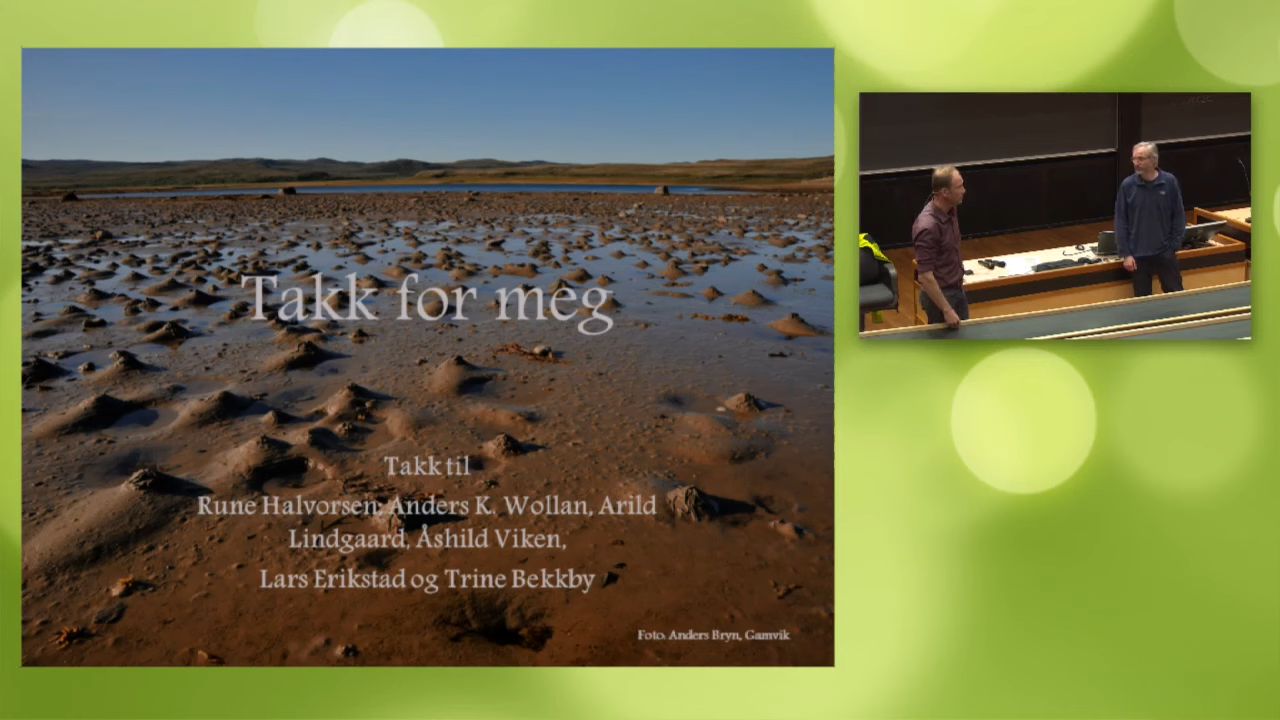 Takk for meg
Takk til
Rune Halvorsen; Anders K. Wollan, Arild
Lindgaard, Åshild Viken,
Lars Erikstad og Trine Bekkby
Foto: Anders Bryn, Gamvik